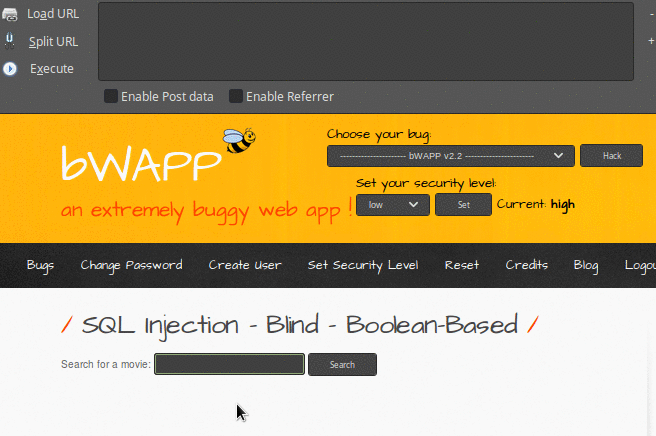 Load URL
Split URL
Execute
-
+
Enable Post data Enable Referrer
bWAPP
an extremely buggy web app !
Choose your bug:
---------------------- bWAPP v2.2 ----------------------- Hack
Set your security level:
low Set Current: high
Bugs Change Password Create User Set Security Level Reset Credits Blog Logou
/ SQL Injection - Blind - Boolean-Based /
Search for a movie: Search